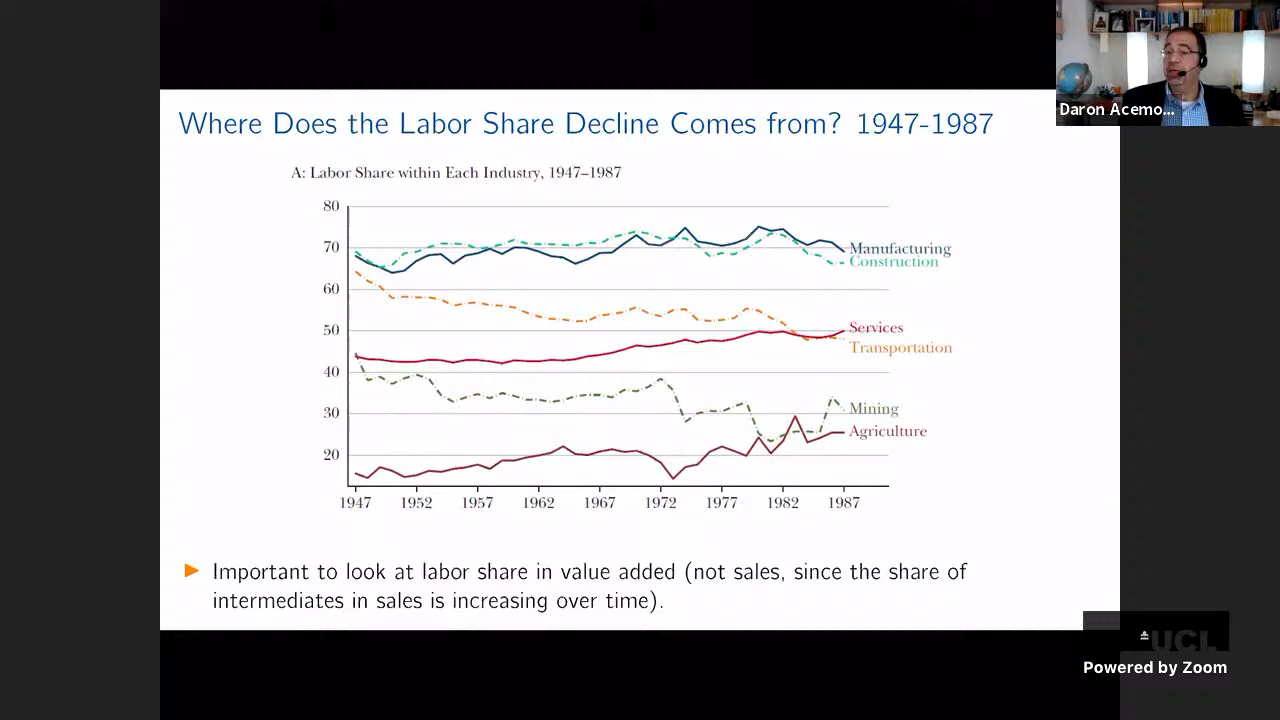 Daron Acemo...
Where Does the Labor Share Decline Comes from? 1947-1987
A: Labor Share within Each Industry, 1947–1987
80
70
60
50
40
30
20
Manufacturing
Construction
Services
Transportation
Mining
Agriculture
1947 1952 1957 1962 1967 1972 1977 1982 1987
Important to look at labor share in value added (not sales, since the share of
intermediates in sales is increasing over time).
UCL
Powered by Zoom